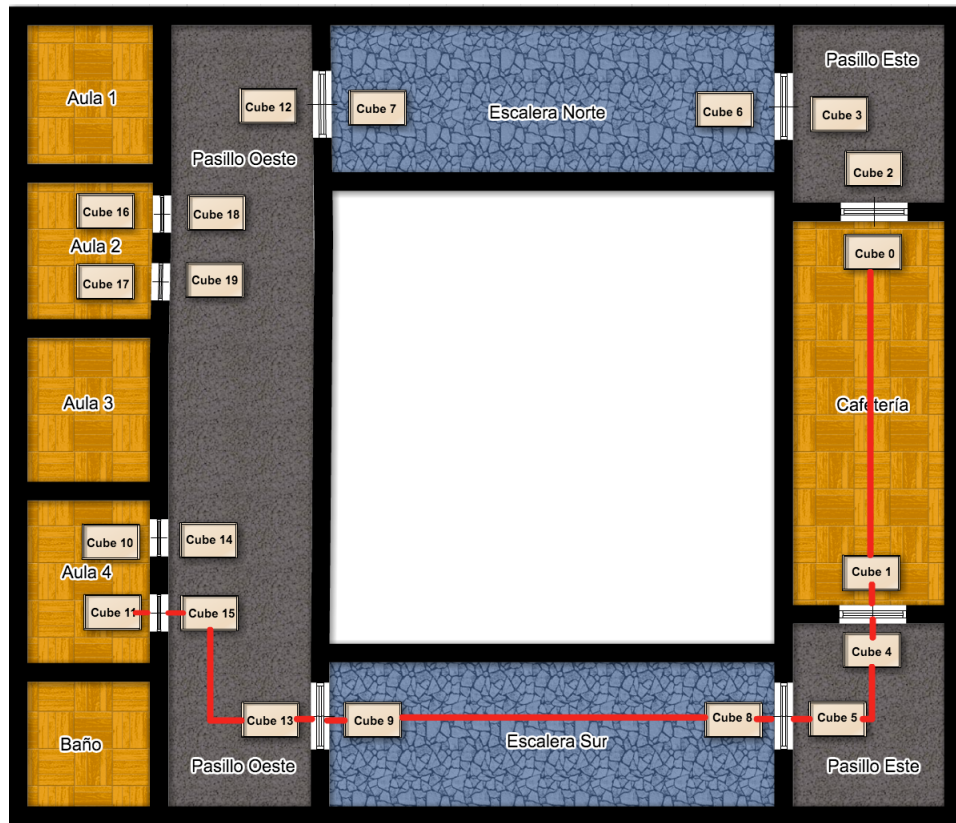 Pasillo Este
Aula 1
Cube 12
Cube 7
Escalera Norte
Cube 6
Cube 3
Pasillo Oeste
Cube 2
Cube 16
Cube 18
Aula 2
Cube 0
Cube 17
Cube 19
Aula 3
Cafetería
Cube 10
Cube 14
Aula 4
Cube 1
Cube 11
Cube 15
Cube 4
Cube 13
Cube 9
Cube 8
Cube 5
Baño
Escalera Sur
Pasillo Oeste
Pasillo Este